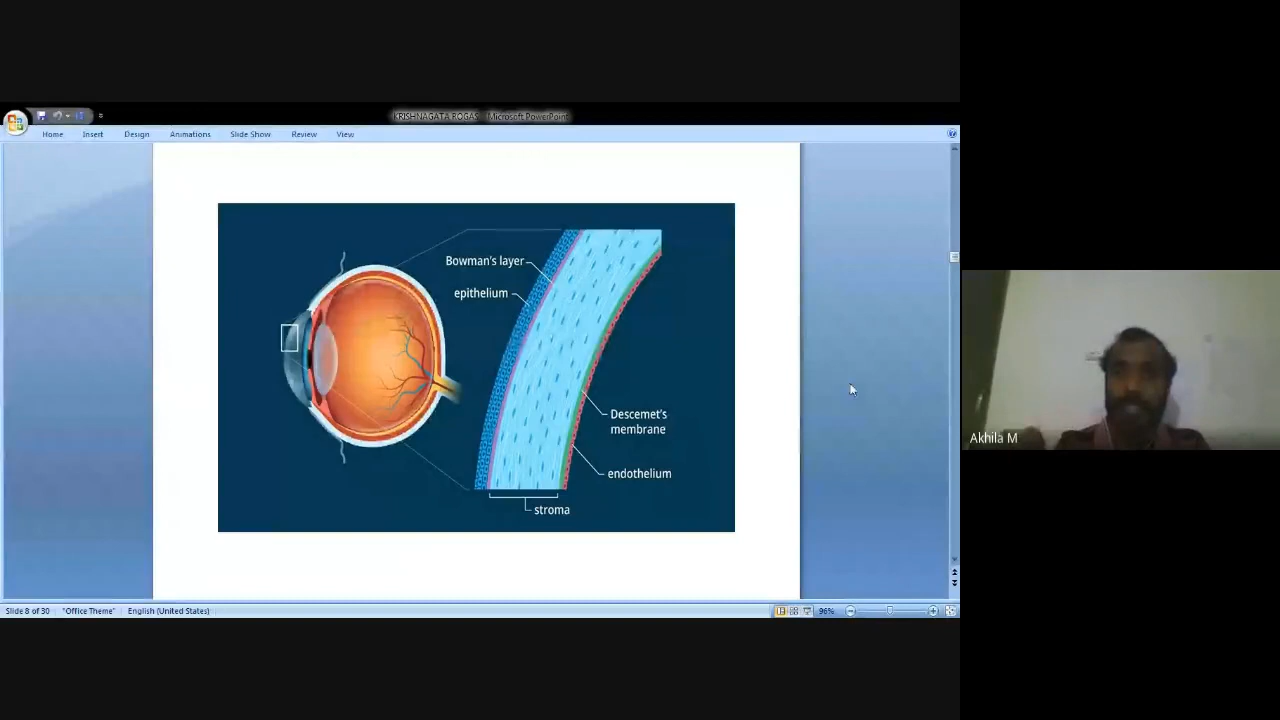 KRISHNAGATA ROGAS - Microsoft PowerPoint
Home Insert Design Animations Slide Show Review View
Bowman's layer
epithelium
Descemet's
membrane
endothelium
stroma
Akhila M
Slide 8 of 30 "Office Theme" English (United States) 96%